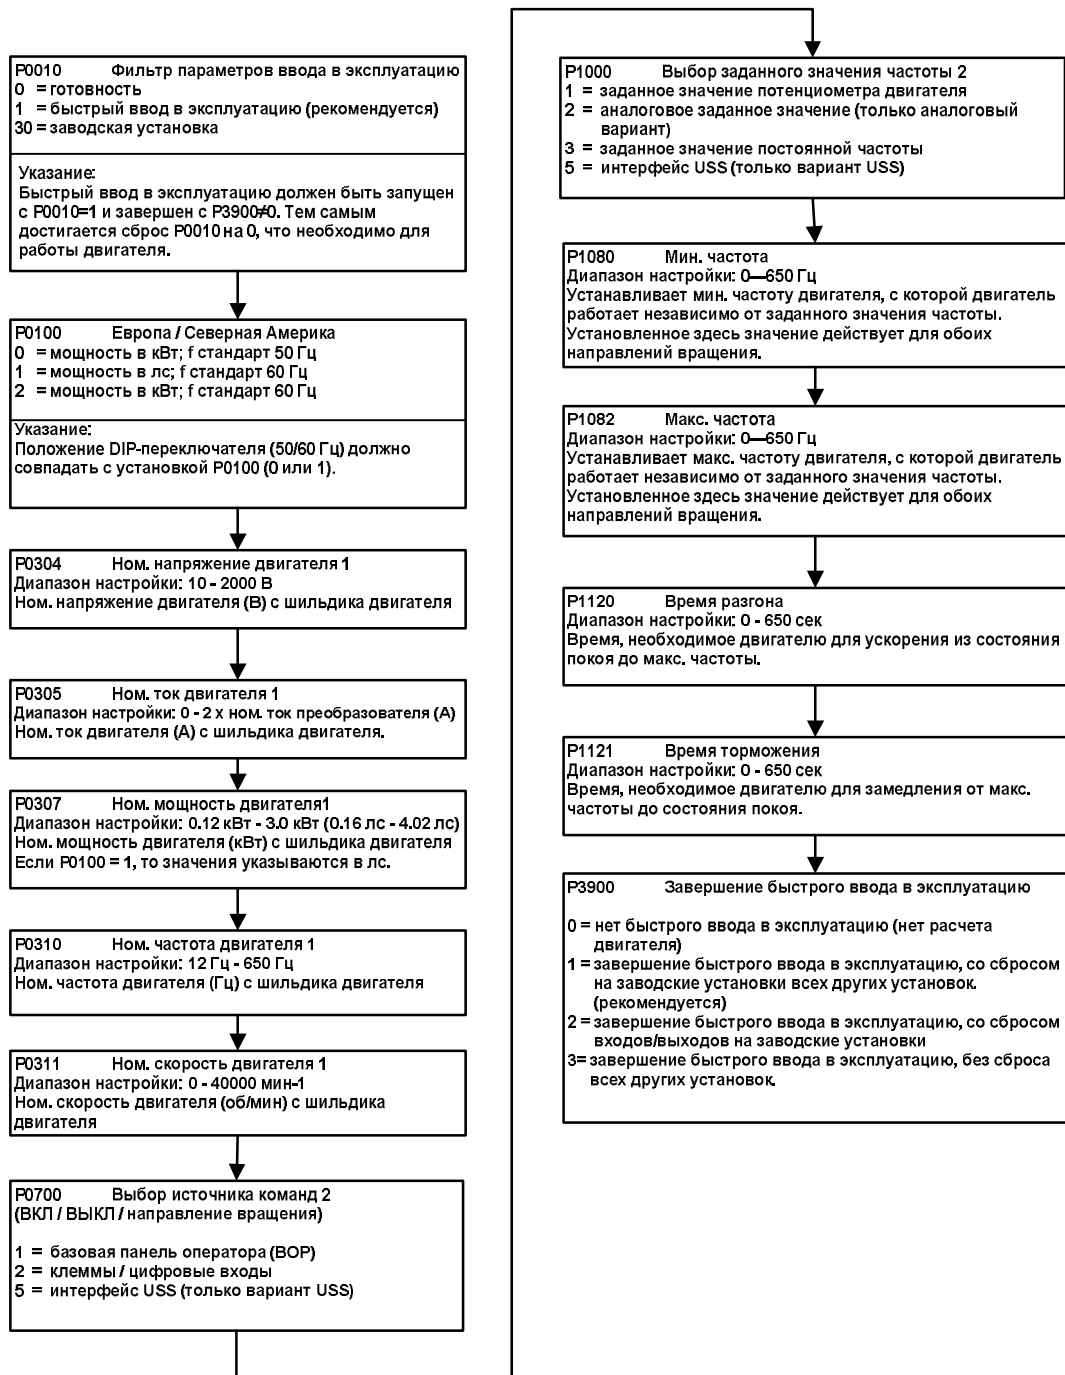 P0010 Фильтр параметров ввода в эксплуатацию
0 = готовность
1 = быстрый ввод в эксплуатацию (рекомендуется)
30 = заводская установка
Указание:
Быстрый ввод в эксплуатацию должен быть запущен
с P0010=1 и завершен с P3900≠0. Тем самым
достигается сброс P0010 на 0, что необходимо для
работы двигателя.
P0100 Европа / Северная Америка
0 = мощность в кВт; f стандарт 50 Гц
1 = мощность в лс; f стандарт 60 Гц
2 = мощность в кВт; f стандарт 60 Гц
Указание:
Положение DIP-переключателя (50/60 Гц) должно
совпадать с установкой P0100 (0 или 1).
P0304 Ном. напряжение двигателя 1
Диапазон настройки: 10 - 2000 В
Ном. напряжение двигателя (В) с шильдика двигателя
P0305 Ном. ток двигателя 1
Диапазон настройки: 0 - 2 x ном. ток преобразователя (А)
Ном. ток двигателя (А) с шильдика двигателя.
P0307 Ном. мощность двигателя1
Диапазон настройки: 0.12 кВт - 3.0 кВт (0.16 лс - 4.02 лс)
Ном. мощность двигателя (кВт) с шильдика двигателя
Если P0100 = 1, то значения указываются в лс.
P0310 Ном. частота двигателя 1
Диапазон настройки: 12 Гц - 650 Гц
Ном. частота двигателя (Гц) с шильдика двигателя
P0311 Ном. скорость двигателя 1
Диапазон настройки: 0 - 40000 мин-1
Ном. скорость двигателя (об/мин) с шильдика
двигателя
P0700 Выбор источника команд 2
(ВКЛ / ВЫКЛ / направление вращения)
1 = базовая панель оператора (BOP)
2 = клеммы / цифровые входы
5 = интерфейс USS (только вариант USS)
P1000 Выбор заданного значения частоты 2
1 = заданное значение потенциометра двигателя
2 = аналоговое заданное значение (только аналоговый
вариант)
3 = заданное значение постоянной частоты
5 = интерфейс USS (только вариант USS)
P1080 Мин. частота
Диапазон настройки: 0—650 Гц
Устанавливает мин. частоту двигателя, с которой двигатель
работает независимо от заданного значения частоты.
Установленное здесь значение действует для обоих
направлений вращения.
P1082 Макс. частота
Диапазон настройки: 0—650 Гц
Устанавливает макс. частоту двигателя, с которой двигатель
работает независимо от заданного значения частоты.
Установленное здесь значение действует для обоих
направлений вращения.
P1120 Время разгона
Диапазон настройки: 0 - 650 сек
Время, необходимое двигателю для ускорения из состояния
покоя до макс. частоты.
P1121 Время торможения
Диапазон настройки: 0 - 650 сек
Время, необходимое двигателю для замедления от макс.
частоты до состояния покоя.
P3900 Завершение быстрого ввода в эксплуатацию
0 = нет быстрого ввода в эксплуатацию (нет расчета
двигателя)
1 = завершение быстрого ввода в эксплуатацию, со сбросом
на заводские установки всех других установок.
(рекомендуется)
2 = завершение быстрого ввода в эксплуатацию, со сбросом
входов/выходов на заводские установки
3= завершение быстрого ввода в эксплуатацию, без сброса
всех других установок.